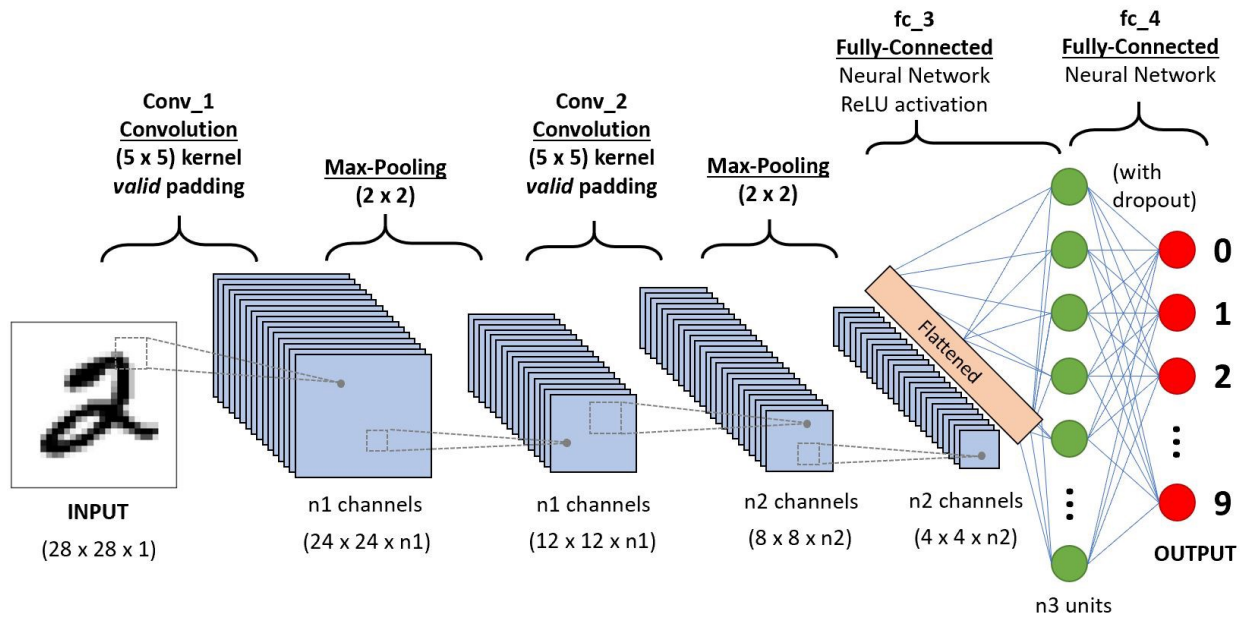 fc_3
Fully-Connected
Neural Network
ReLU activation
fc_4
Fully-Connected
Neural Network
Conv_1
Convolution
(5 x 5) kernel
valid padding
Max-Pooling
(2 x 2)
Conv_2
Convolution
(5 x 5) kernel
valid padding
Max-Pooling
(2 x 2)
(with
dropout)
Flattened
0
1
2
9
INPUT
(28 x 28 x 1)
n1 channels
(24 x 24 x n1)
n1 channels
(12 x 12 x n1)
n2 channels
(8 x 8 x n2)
n2 channels
(4 x 4 x n2)
OUTPUT
n3 units